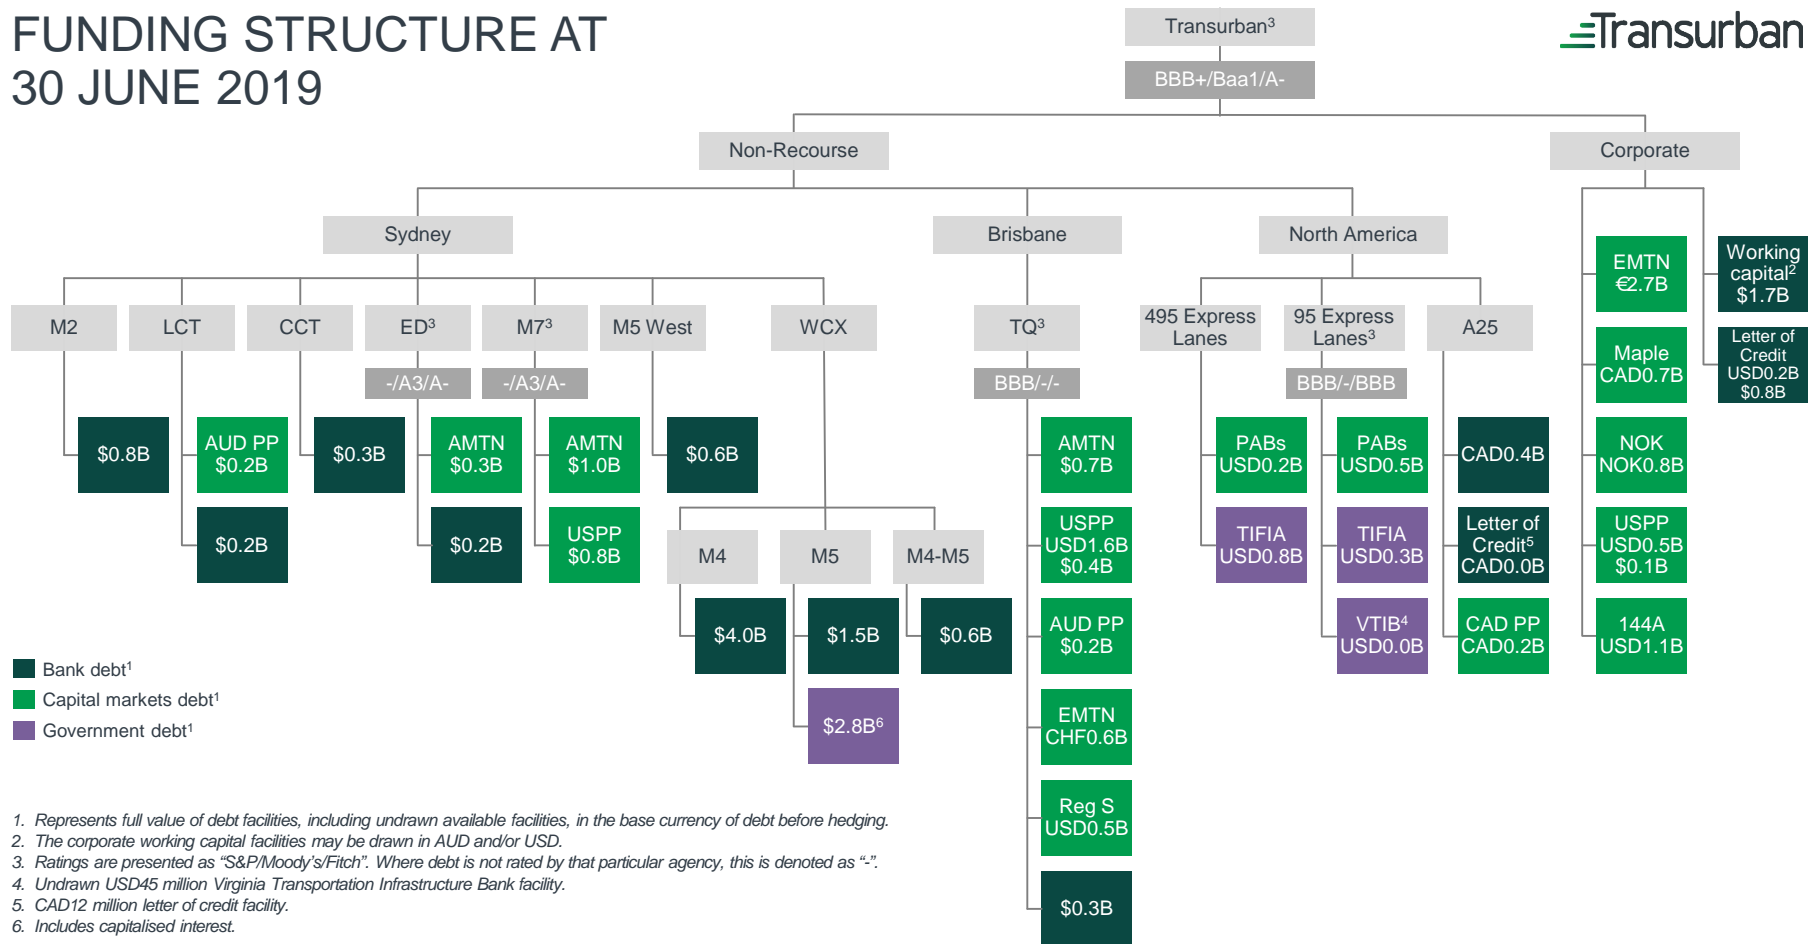 FUNDING STRUCTURE AT
30 JUNE 2019
Transurban³
Transurban
BBB+/Baa1/A-
Non-Recourse
Corporate
Sydney
Brisbane
North America
EMTN
€2.7B
Working
capital²
$1.7B
M2
LCT
CCT
ED³
M7³
M5 West
WCX
TQ³
495 Express
Lanes
95 Express
Lanes³
A25
Maple
CAD0.7B
Letter of
Credit
USD0.2B
$0.8B
-/A3/A-
-/A3/A-
BBB/-/-
BBB/-/BBB
$0.8B
AUD PP
$0.2B
$0.3B
AMTN
$0.3B
AMTN
$1.0B
$0.6B
AMTN
$0.7B
PABs
USD0.2B
PABs
USD0.5B
CAD0.4B
NOK
NOK0.8B
$0.2B
$0.2B
USPP
$0.8B
M4
M5
M4-M5
USPP
USD1.6B
$0.4B
TIFIA
USD0.8B
TIFIA
USD0.3B
Letter of
Credit⁵
CAD0.0B
USPP
USD0.5B
$0.1B
$4.0B
$1.5B
$0.6B
AUD PP
$0.2B
VTIB⁴
USD0.0B
CAD PP
CAD0.2B
144A
USD1.1B
Bank debt¹
Capital markets debt¹
Government debt¹
$2.8B⁶
EMTN
CHF0.6B
Reg S
USD0.5B
$0.3B
1. Represents full value of debt facilities, including undrawn available facilities, in the base currency of debt before hedging.
2. The corporate working capital facilities may be drawn in AUD and/or USD.
3. Ratings are presented as “S&P/Moody’s/Fitch”. Where debt is not rated by that particular agency, this is denoted as “-”.
4. Undrawn USD45 million Virginia Transportation Infrastructure Bank facility.
5. CAD12 million letter of credit facility.
6. Includes capitalised interest.